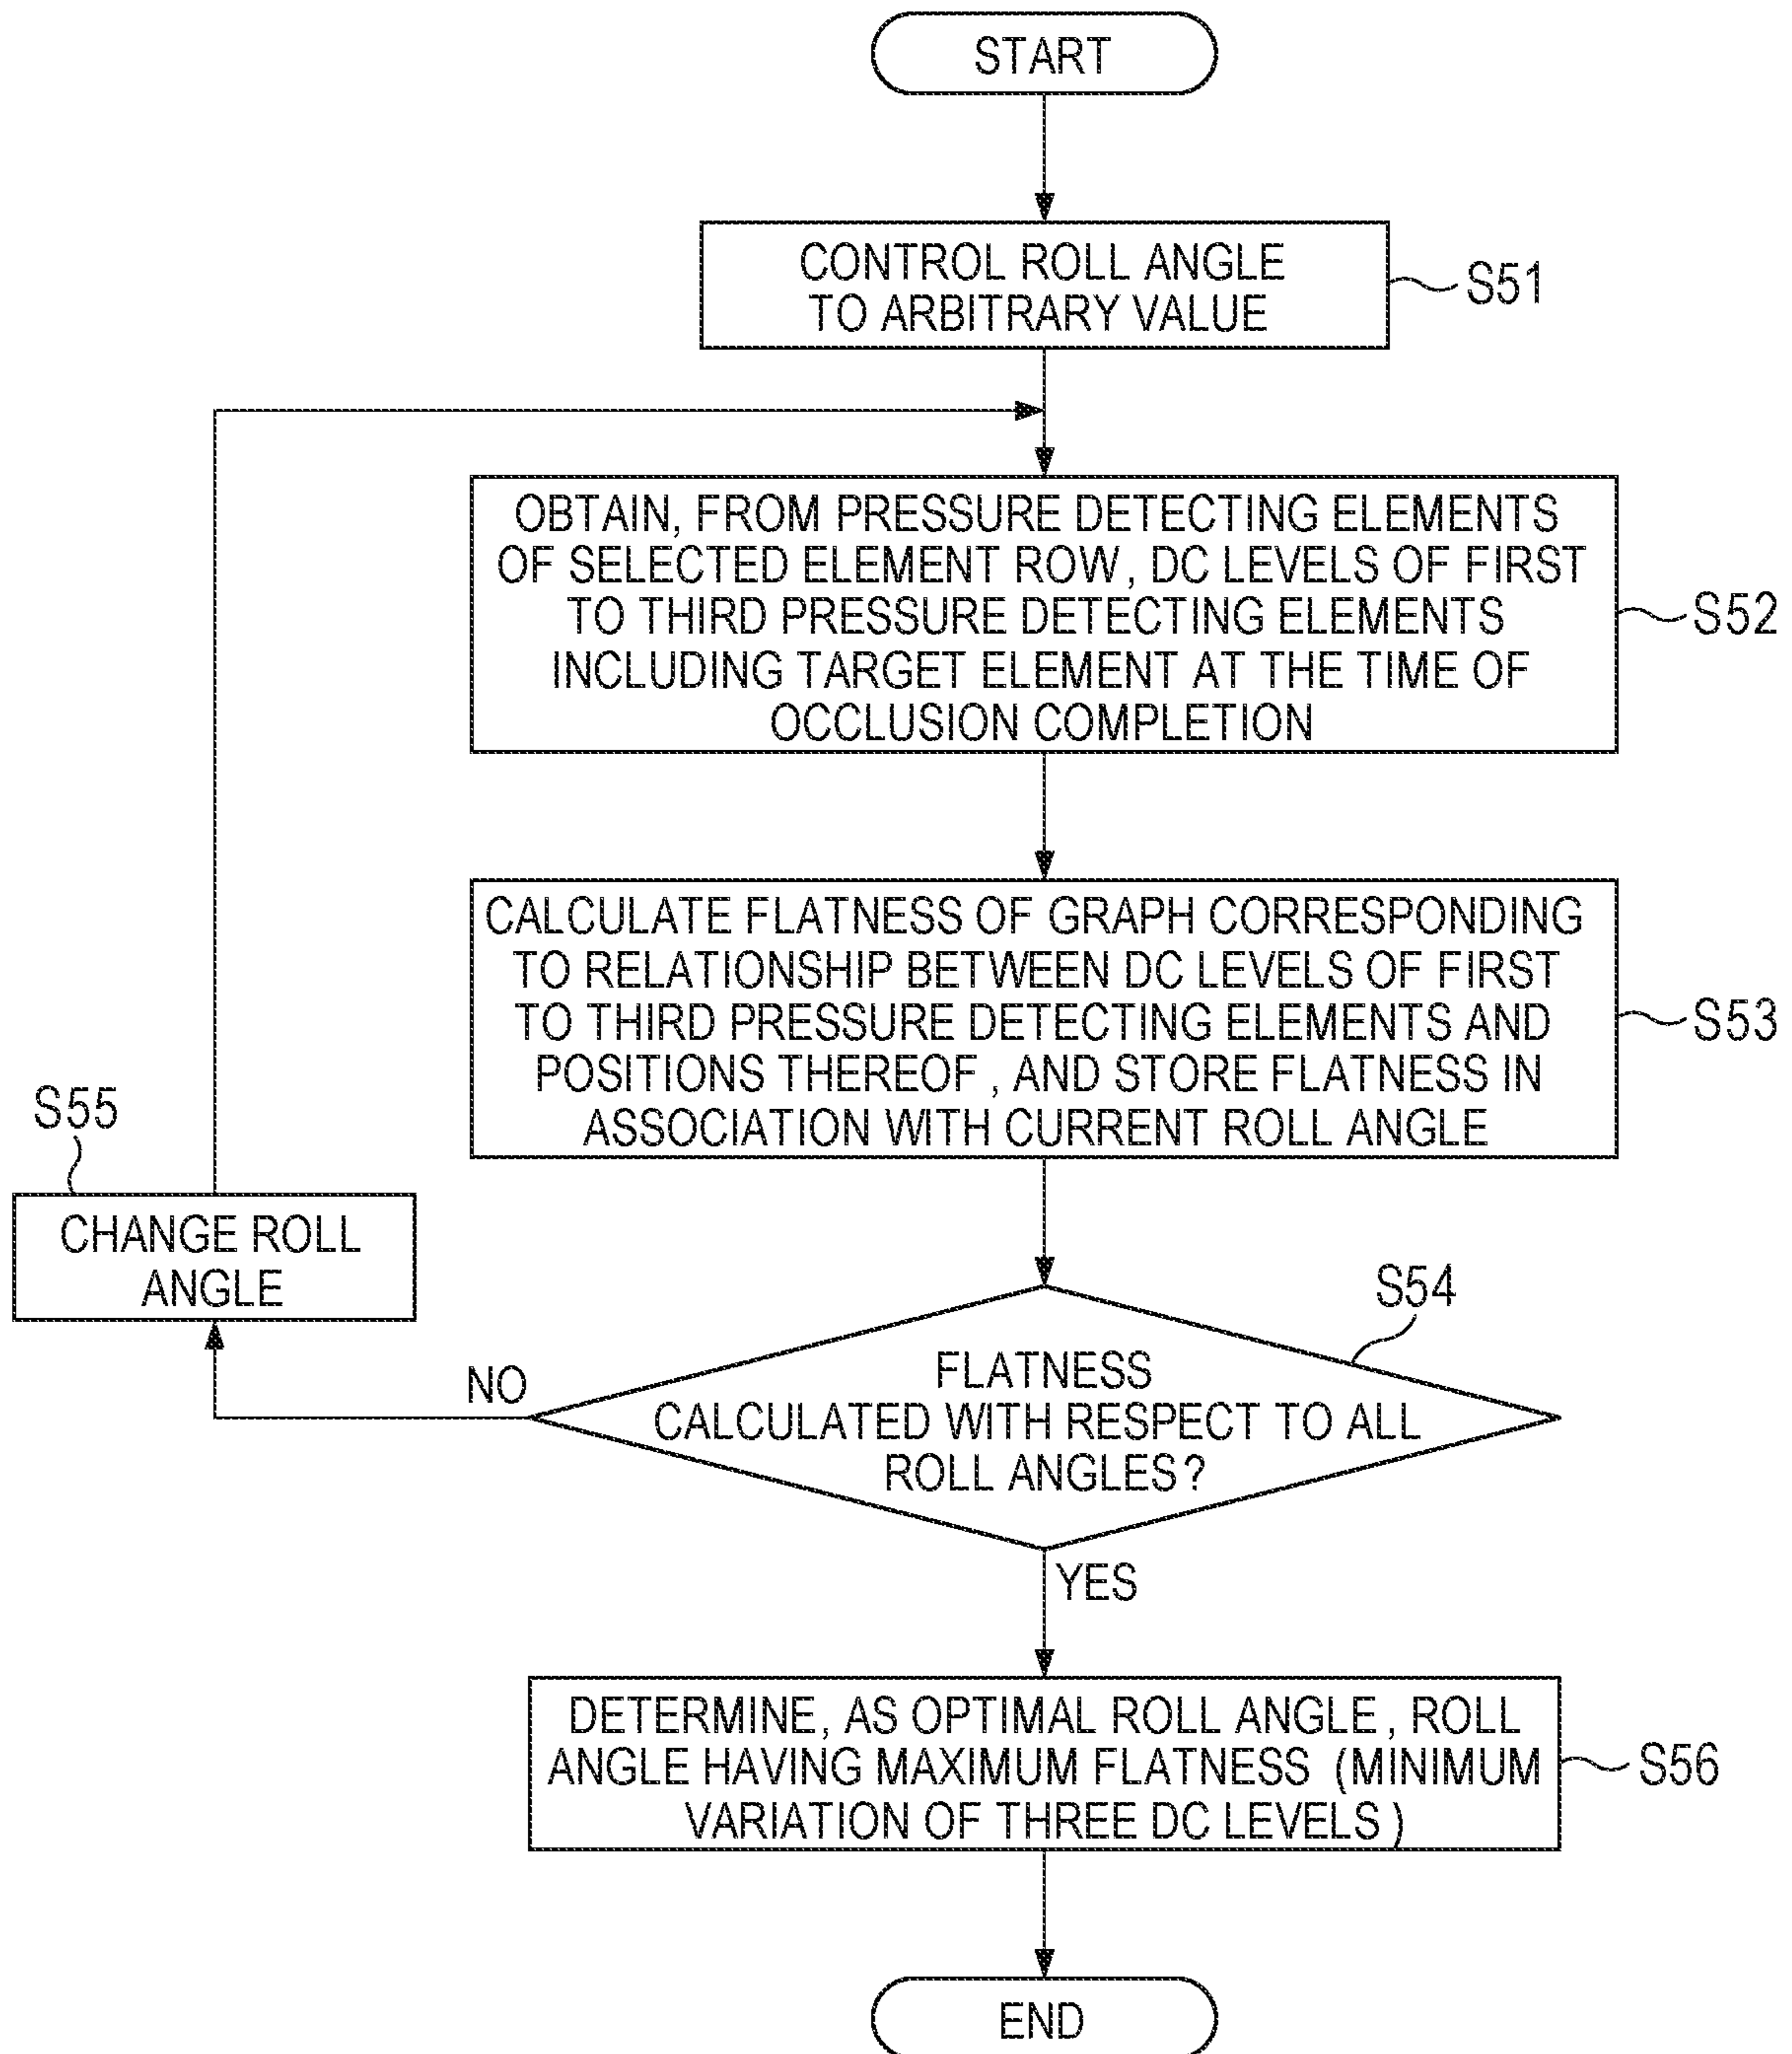 START
CONTROL ROLL ANGLE
TO ARBITRARY VALUE
S51
OBTAIN, FROM PRESSURE DETECTING ELEMENTS
OF SELECTED ELEMENT ROW, DC LEVELS OF FIRST
TO THIRD PRESSURE DETECTING ELEMENTS
INCLUDING TARGET ELEMENT AT THE TIME OF
OCCLUSION COMPLETION
S52
CALCULATE FLATNESS OF GRAPH CORRESPONDING
TO RELATIONSHIP BETWEEN DC LEVELS OF FIRST
TO THIRD PRESSURE DETECTING ELEMENTS AND
POSITIONS THEREOF, AND STORE FLATNESS IN
ASSOCIATION WITH CURRENT ROLL ANGLE
S53
S55
CHANGE ROLL
ANGLE
S54
FLATNESS
CALCULATED WITH RESPECT TO ALL
ROLL ANGLES?
NO
YES
DETERMINE, AS OPTIMAL ROLL ANGLE, ROLL
ANGLE HAVING MAXIMUM FLATNESS (MINIMUM
VARIATION OF THREE DC LEVELS)
S56
END